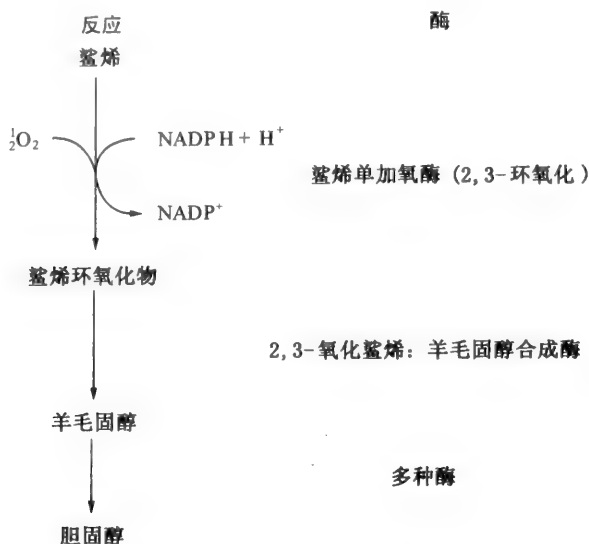 反应 酶
鲨烯
½O₂ NADPH + H⁺
鲨烯单加氧酶 (2,3-环氧化)
NADP⁺
鲨烯环氧化物
2,3-氧化鲨烯: 羊毛固醇合成酶
羊毛固醇
多种酶
胆固醇